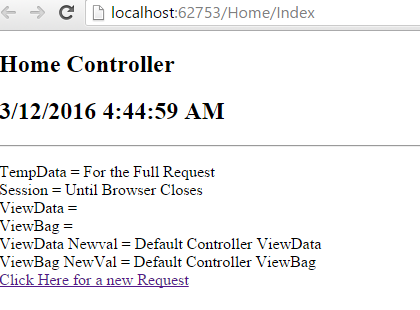 localhost:62753/Home/Index
Home Controller
3/12/2016 4:44:59 AM
TempData = For the Full Request
Session = Until Browser Closes
ViewData =
ViewBag =
ViewData Newval = Default Controller ViewData
ViewBag NewVal = Default Controller ViewBag
Click Here for a new Request